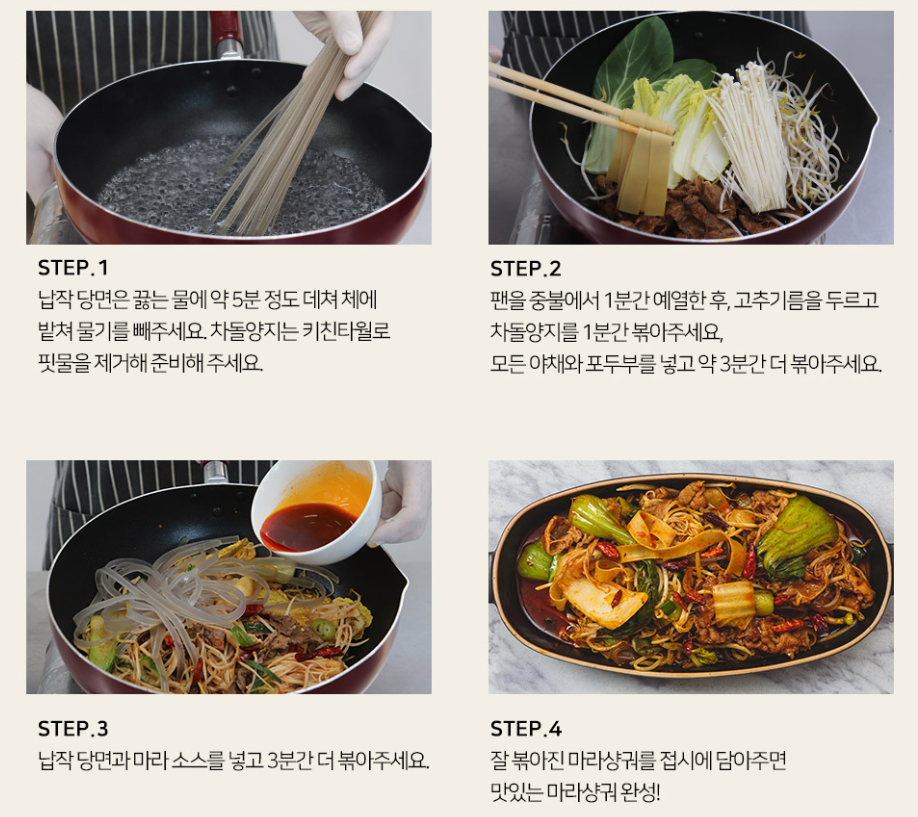 STEP.1
납작 당면은 끓는 물에 약 5분 정도 데쳐 체에
밭쳐 물기를 빼주세요. 차돌양지는 키친타월로
핏물을 제거해 준비해 주세요.
STEP.2
팬을 중불에서 1분간 예열한 후, 고추기름을 두르고
차돌양지를 1분간 볶아주세요,
모든 야채와 포두부를 넣고 약 3분간 더 볶아주세요.
STEP.3
납작 당면과 마라 소스를 넣고 3분간 더 볶아주세요.
STEP.4
잘 볶아진 마라샹궈를 접시에 담아주면
맛있는 마라샹궈 완성!